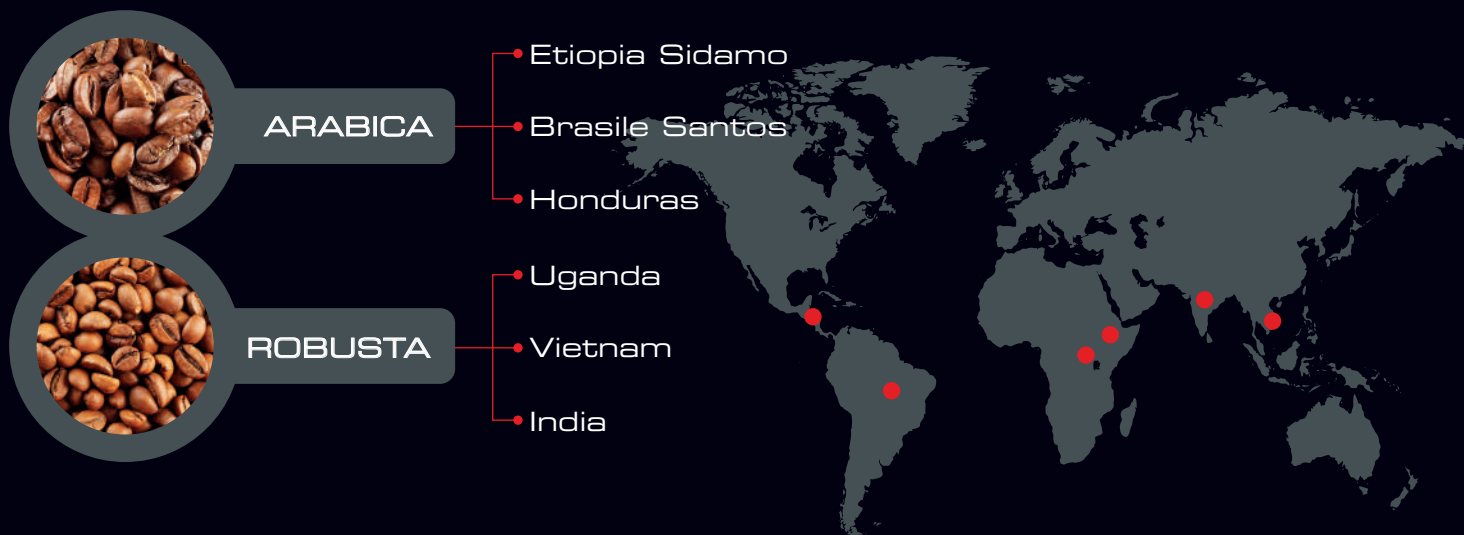 ARABICA
Etiopia Sidamo
Brasile Santos
Honduras
ROBUSTA
Uganda
Vietnam
India